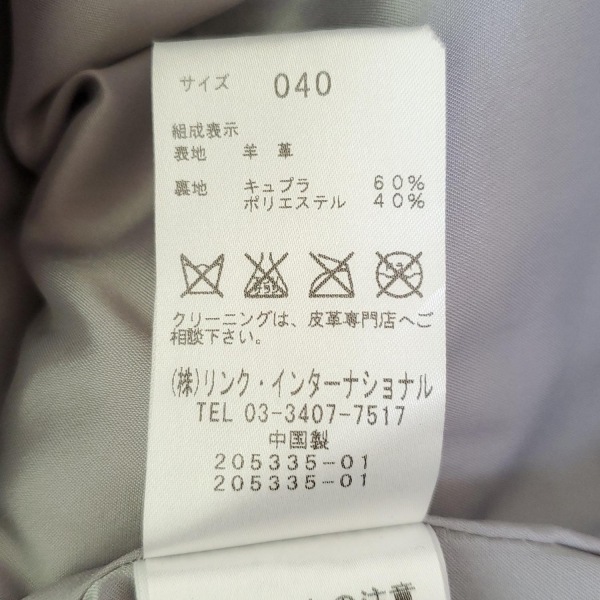 サイズ 040
組成表示
表地 羊革
裏地 キュプラ 60%
ポリエステル 40%
クリーニングは、皮革専門店へご
相談下さい。
(株)リンク・インターナショナル
TEL 03-3407-7517
中国製
205335-01
205335-01
の注意